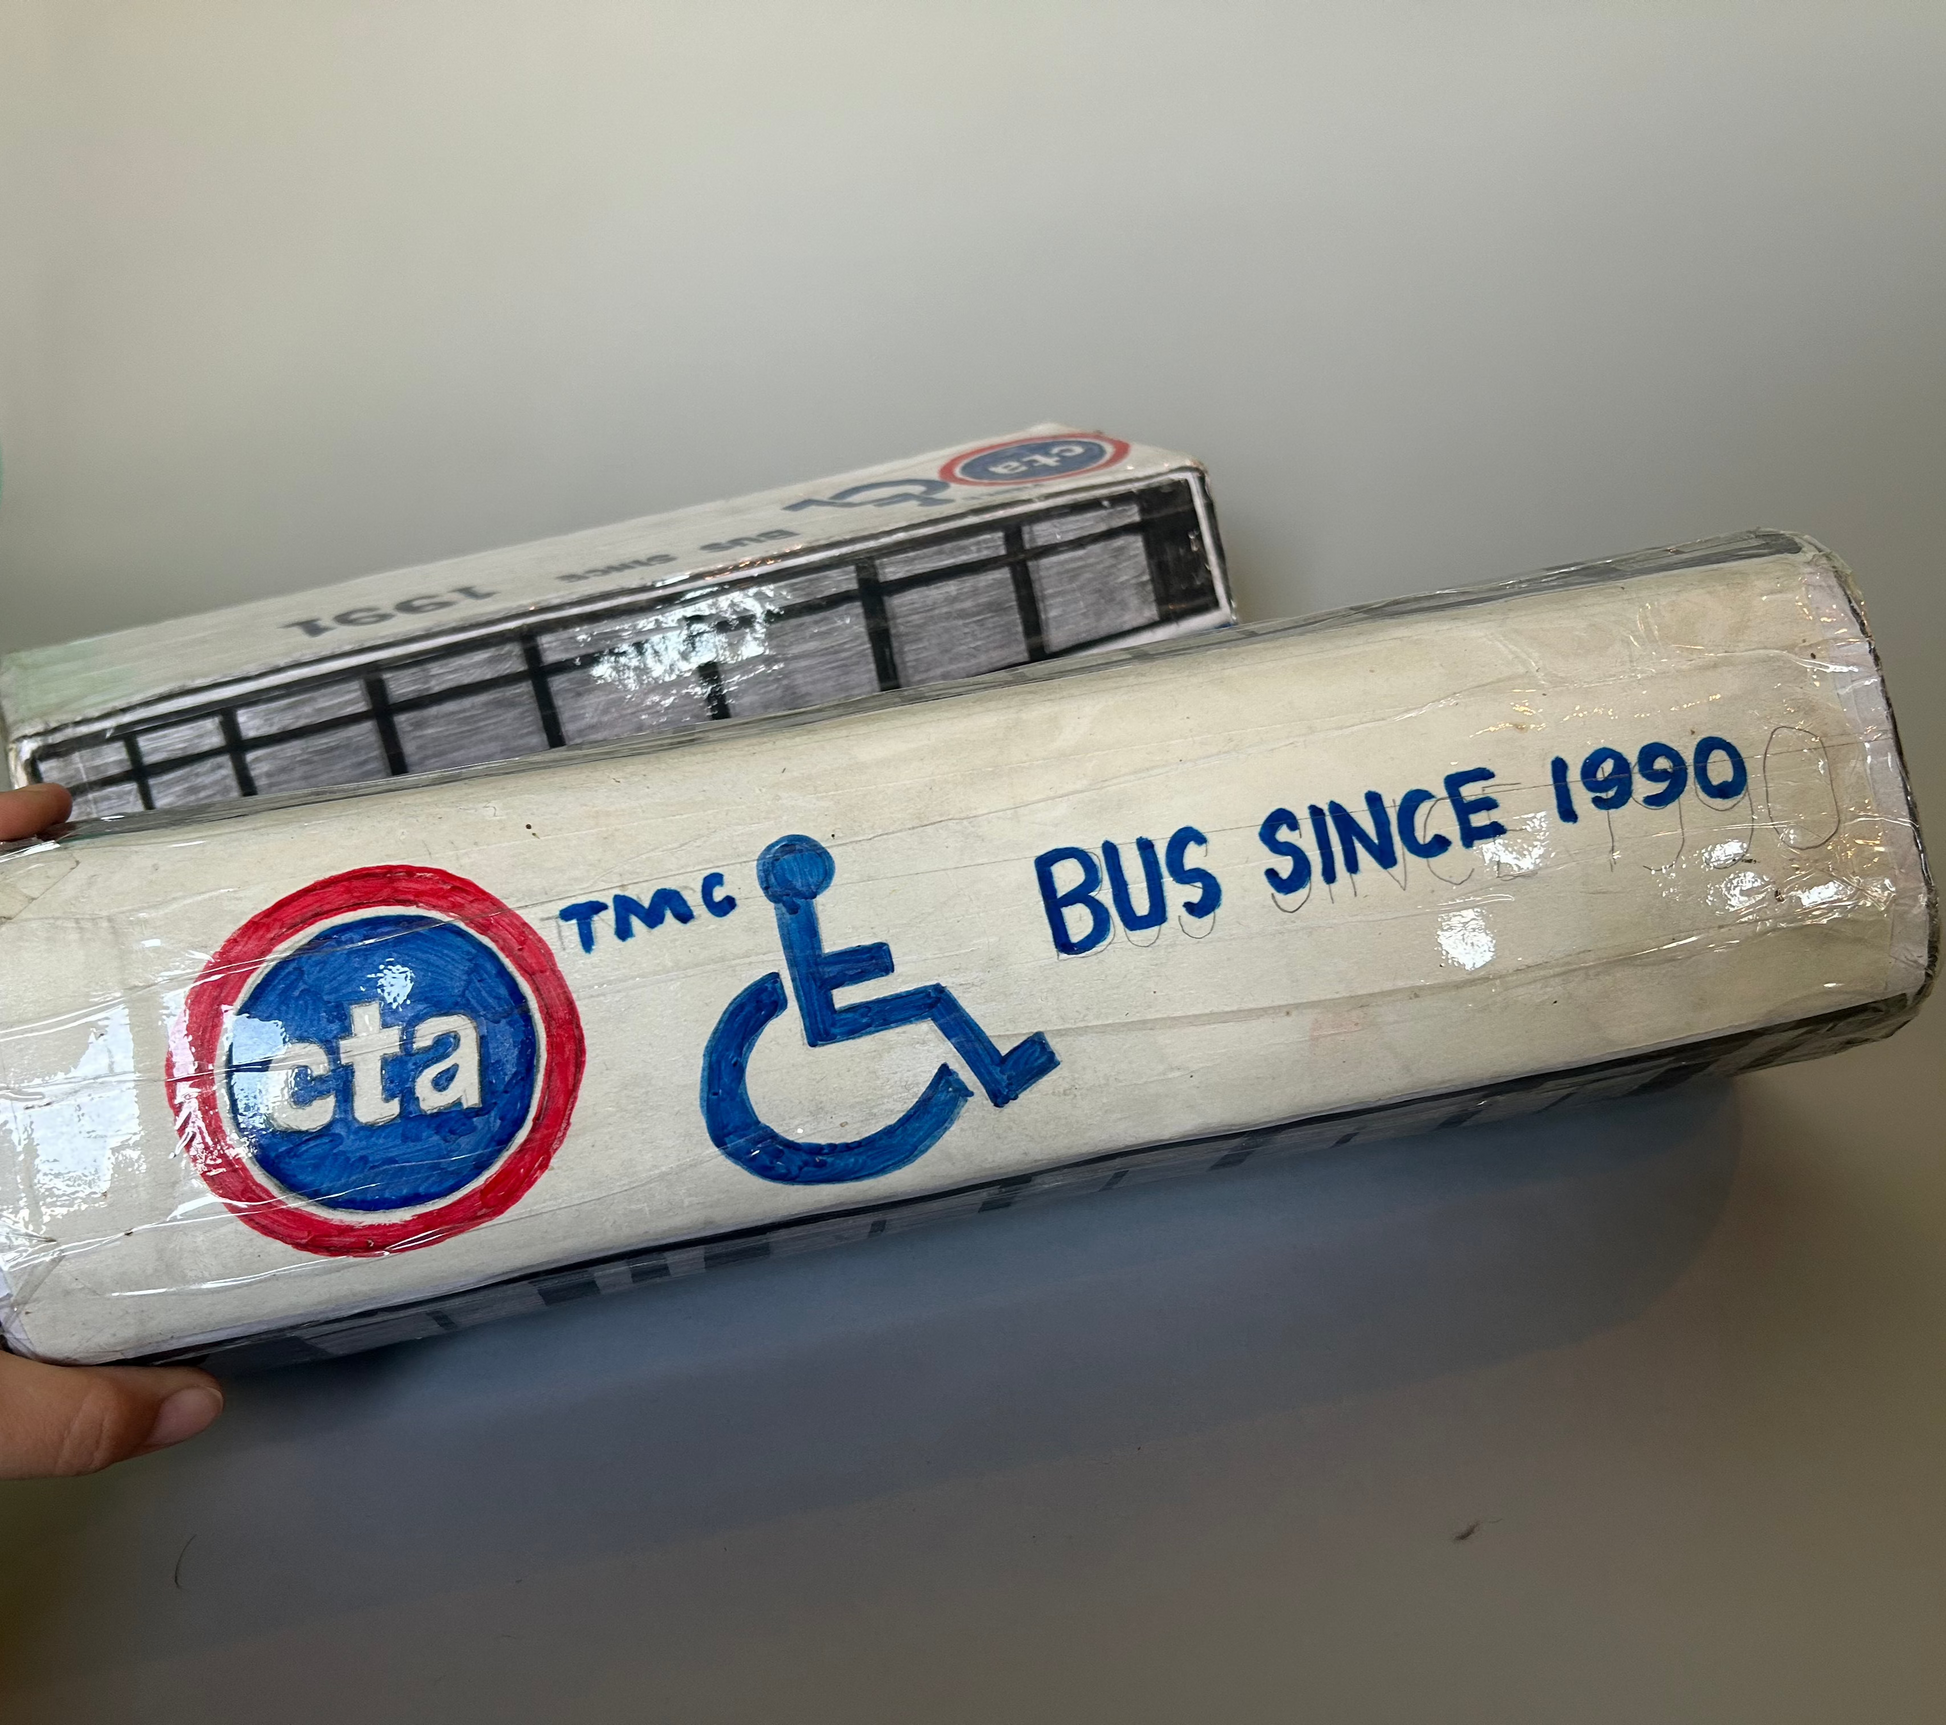 cta
BUS SINCE
1991
cta
TMC
BUS SINCE 1990